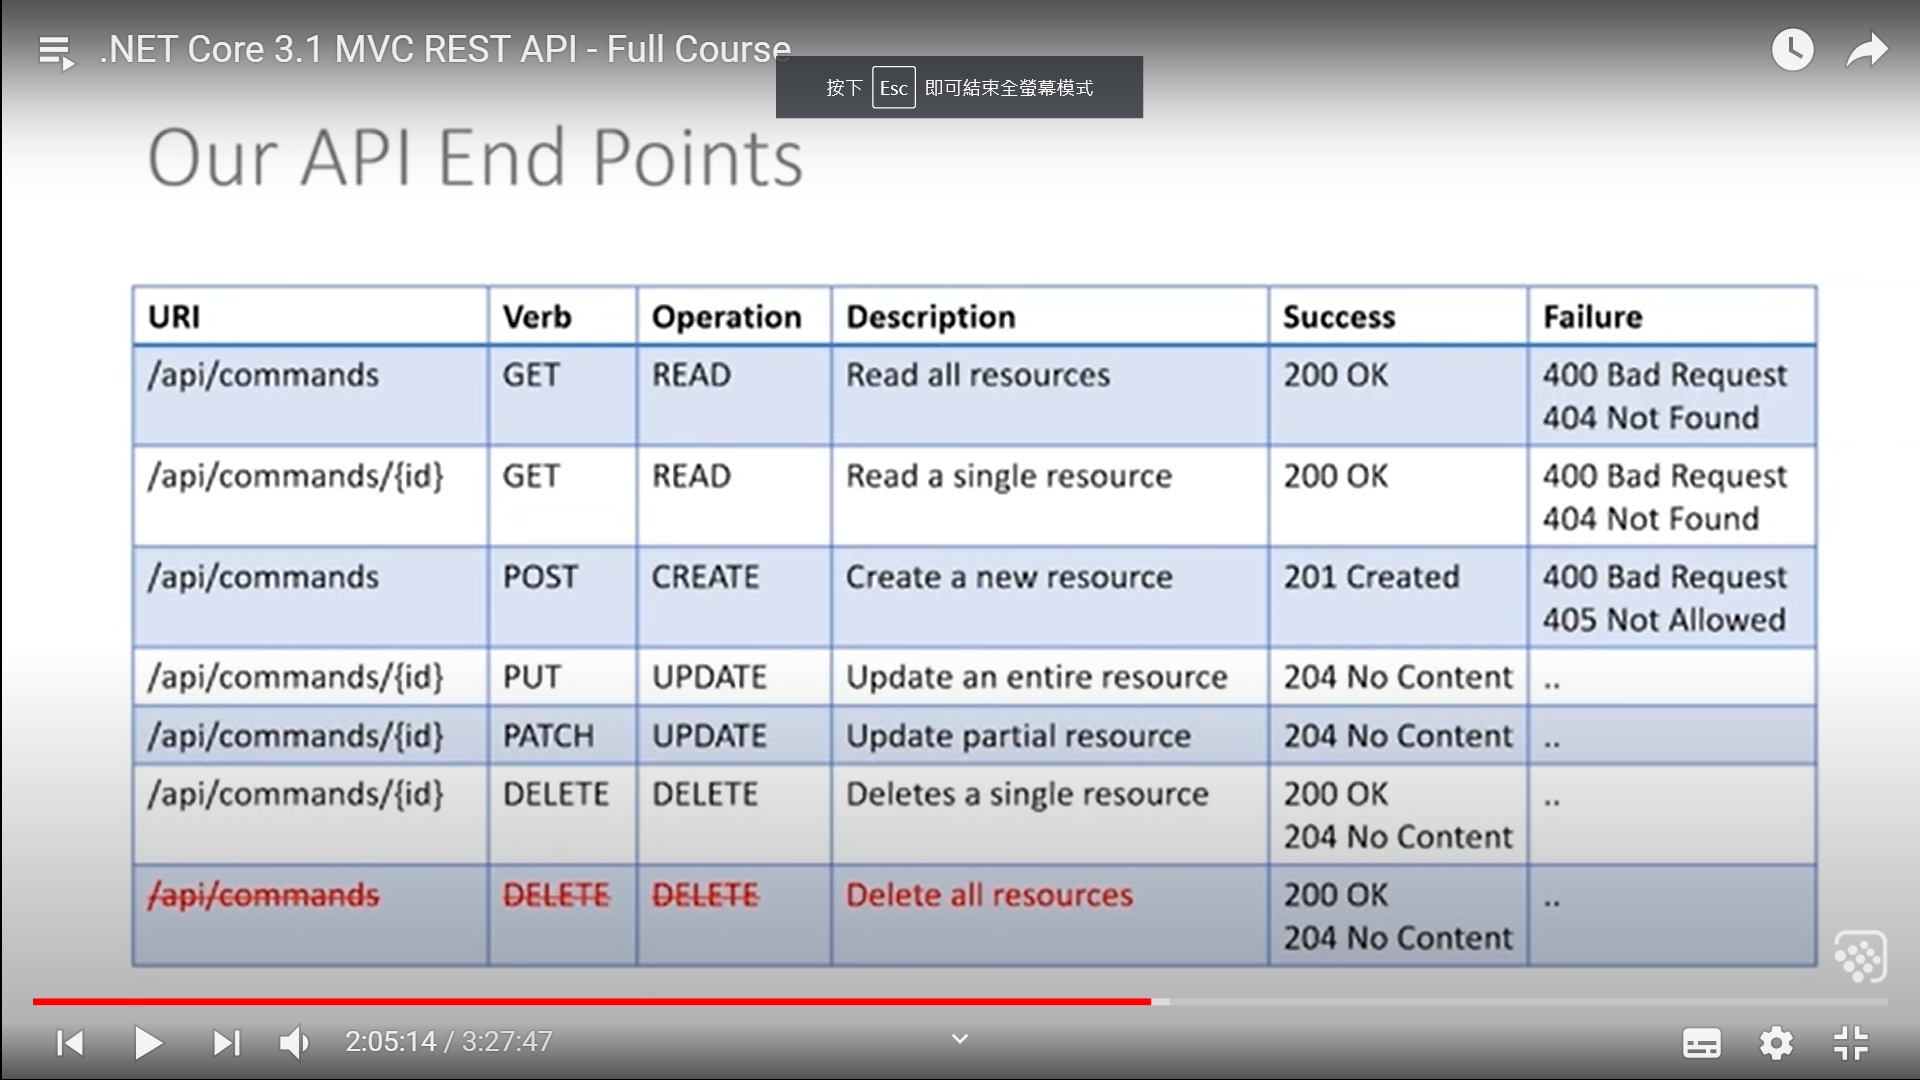 .NET Core 3.1 MVC REST API - Full Course
按下 Esc 即可結束全螢幕模式
Our API End Points
URI Verb Operation Description Success Failure
/api/commands GET READ Read all resources 200 OK 400 Bad Request
404 Not Found
/api/commands/{id} GET READ Read a single resource 200 OK 400 Bad Request
404 Not Found
/api/commands POST CREATE Create a new resource 201 Created 400 Bad Request
405 Not Allowed
/api/commands/{id} PUT UPDATE Update an entire resource 204 No Content ..
/api/commands/{id} PATCH UPDATE Update partial resource 204 No Content ..
/api/commands/{id} DELETE DELETE Deletes a single resource 200 OK ..
204 No Content
/api/commands DELETE DELETE Delete all resources 200 OK ..
204 No Content
2:05:14 / 3:27:47